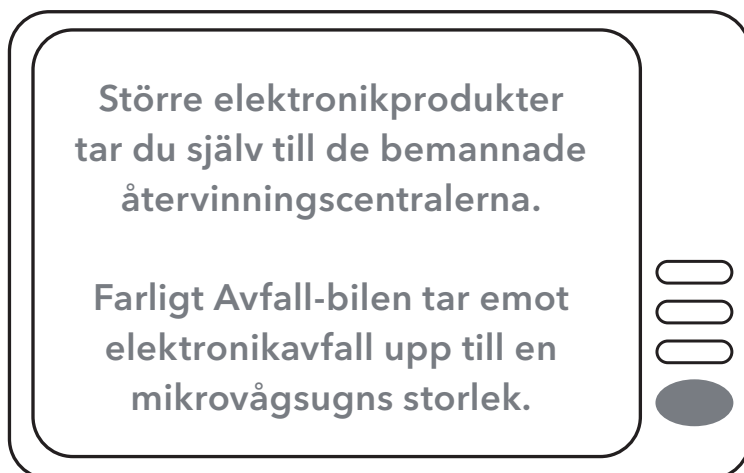 Större elektronikprodukter
tar du själv till de bemannade
återvinningscentralerna.
Farligt Avfall-bilen tar emot
elektronikavfall upp till en
mikrovågsugns storlek.